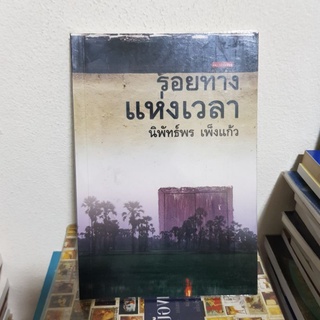 รอยทาง
แห่งเวลา
นิพัทธ์พร เพ็งแก้ว